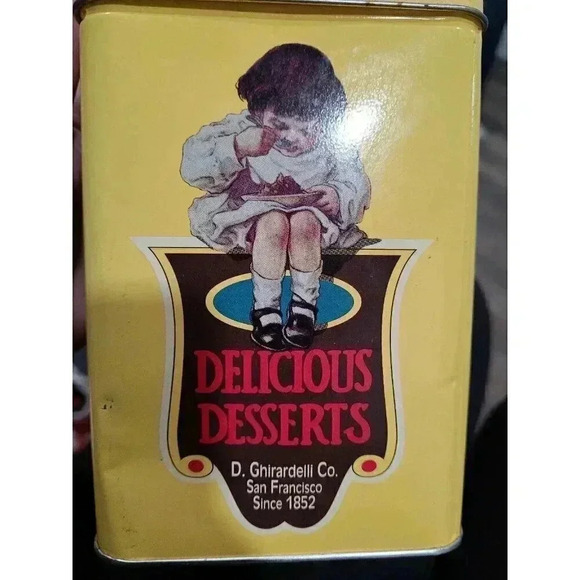 DELICIOUS
DESSERTS
D. Ghirardelli Co.
San Francisco
Since 1852